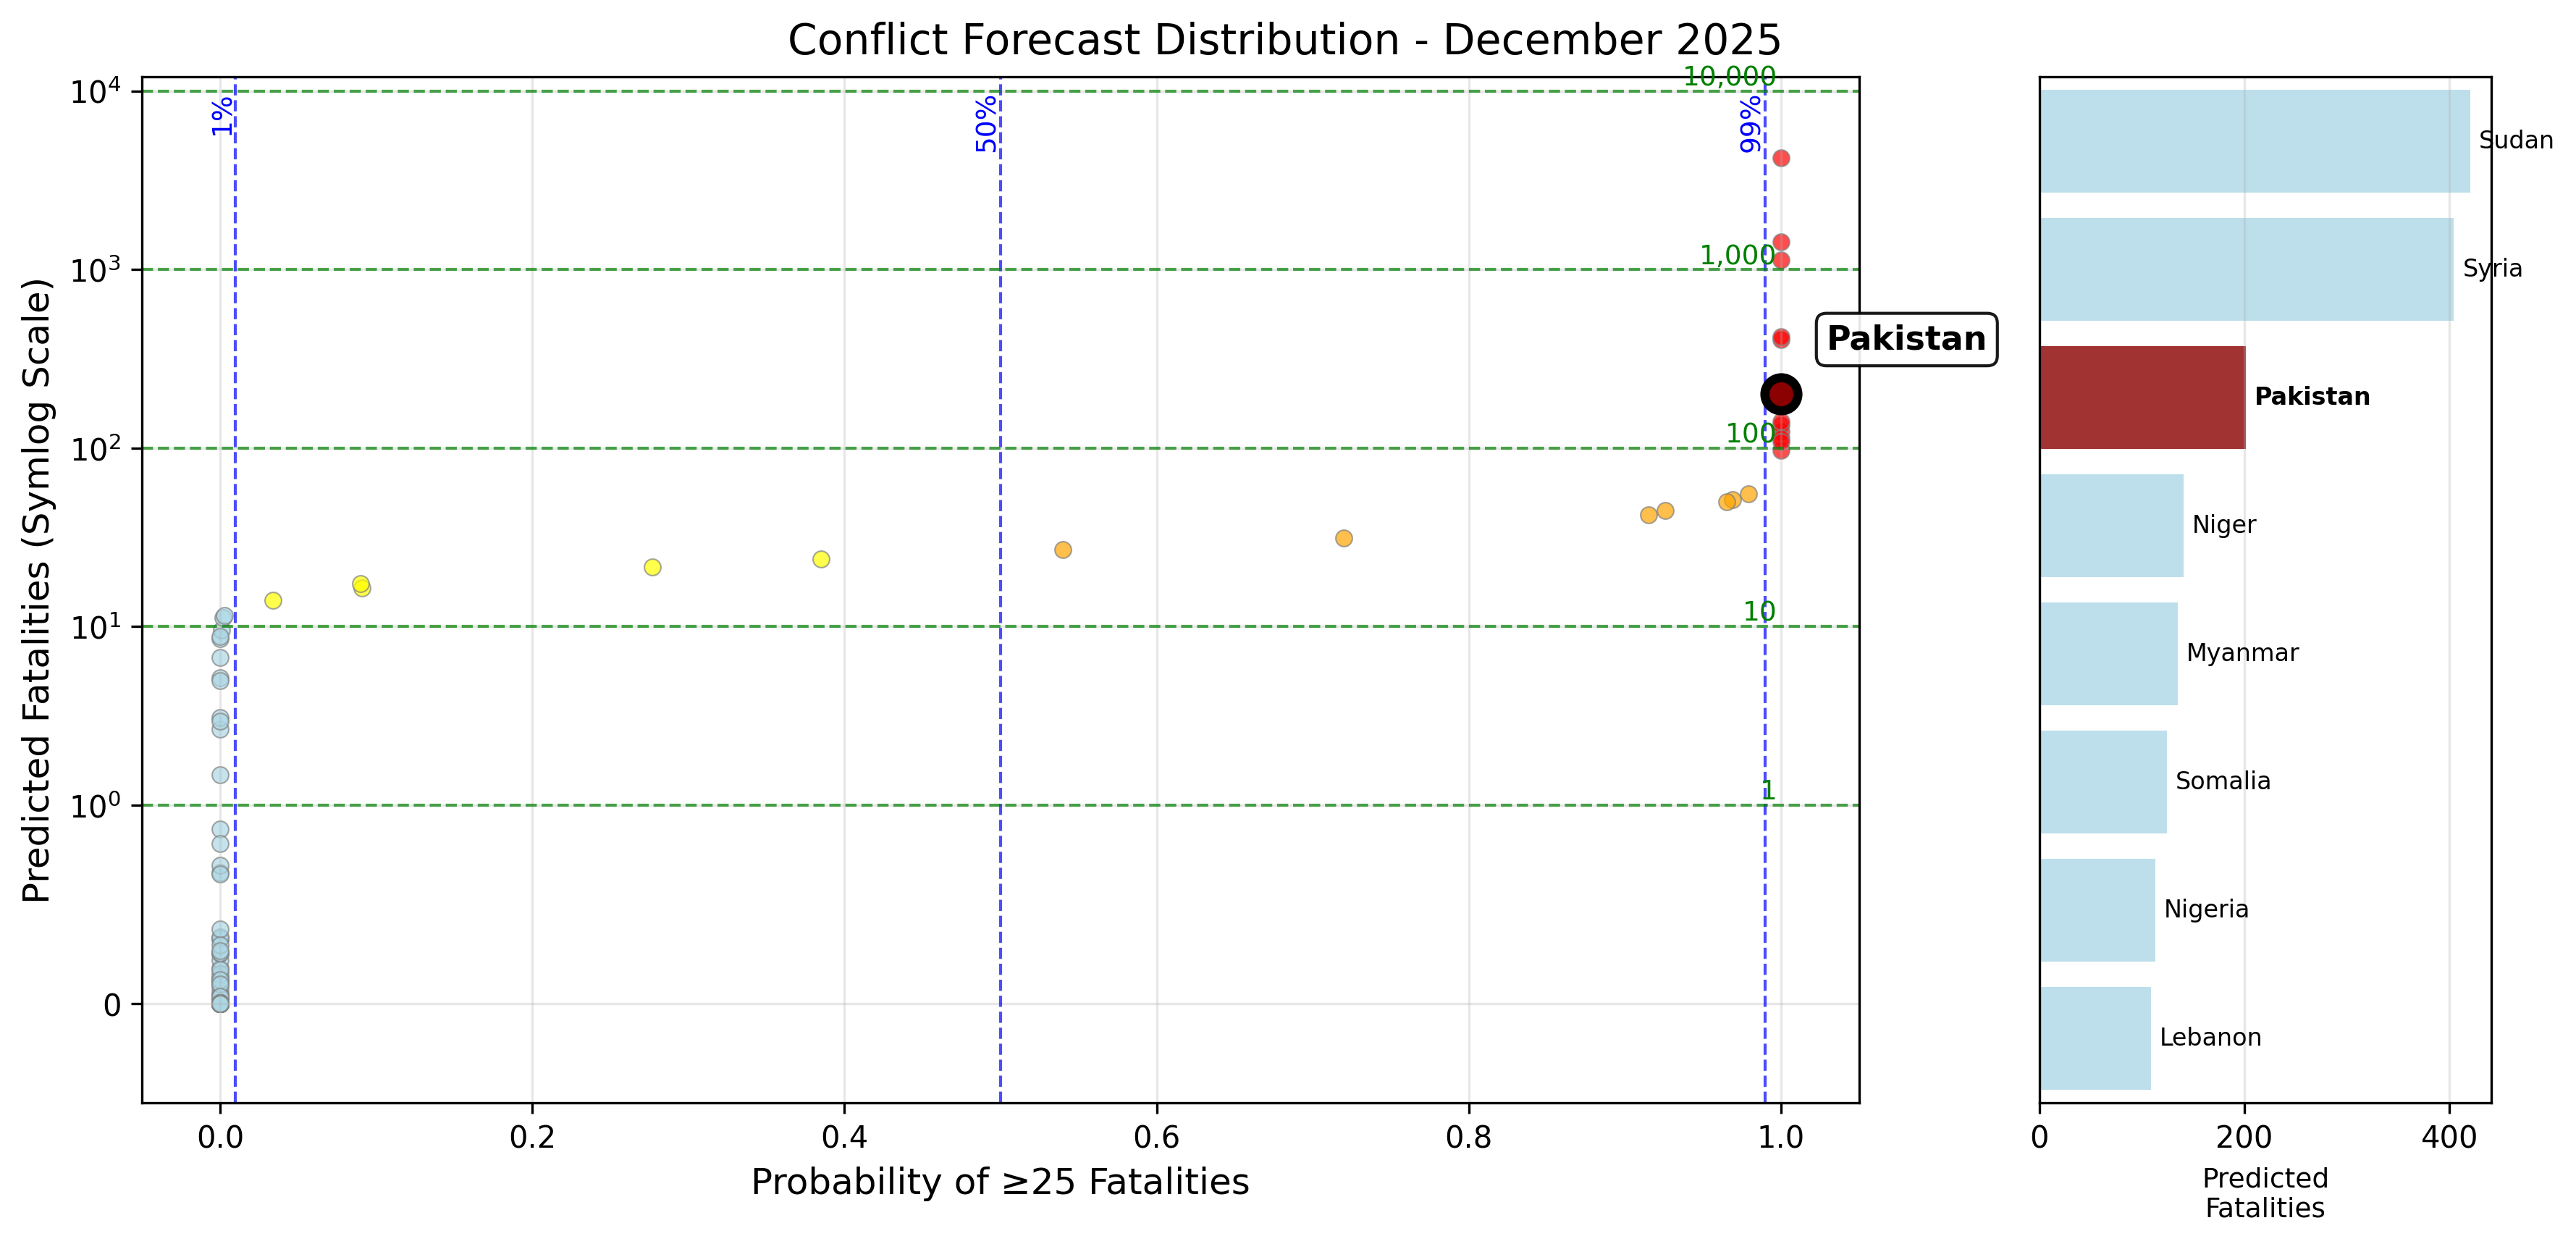 Conflict Forecast Distribution - December 2025
Predicted Fatalities (Symlog Scale)
10⁴
10³
10²
10¹
10⁰
0
1%
50%
99%
10,000
1,000
100
10
1
Pakistan
0.0 0.2 0.4 0.6 0.8 1.0
Probability of ≥25 Fatalities
Sudan
Syria
Pakistan
Niger
Myanmar
Somalia
Nigeria
Lebanon
0 200 400
Predicted
Fatalities